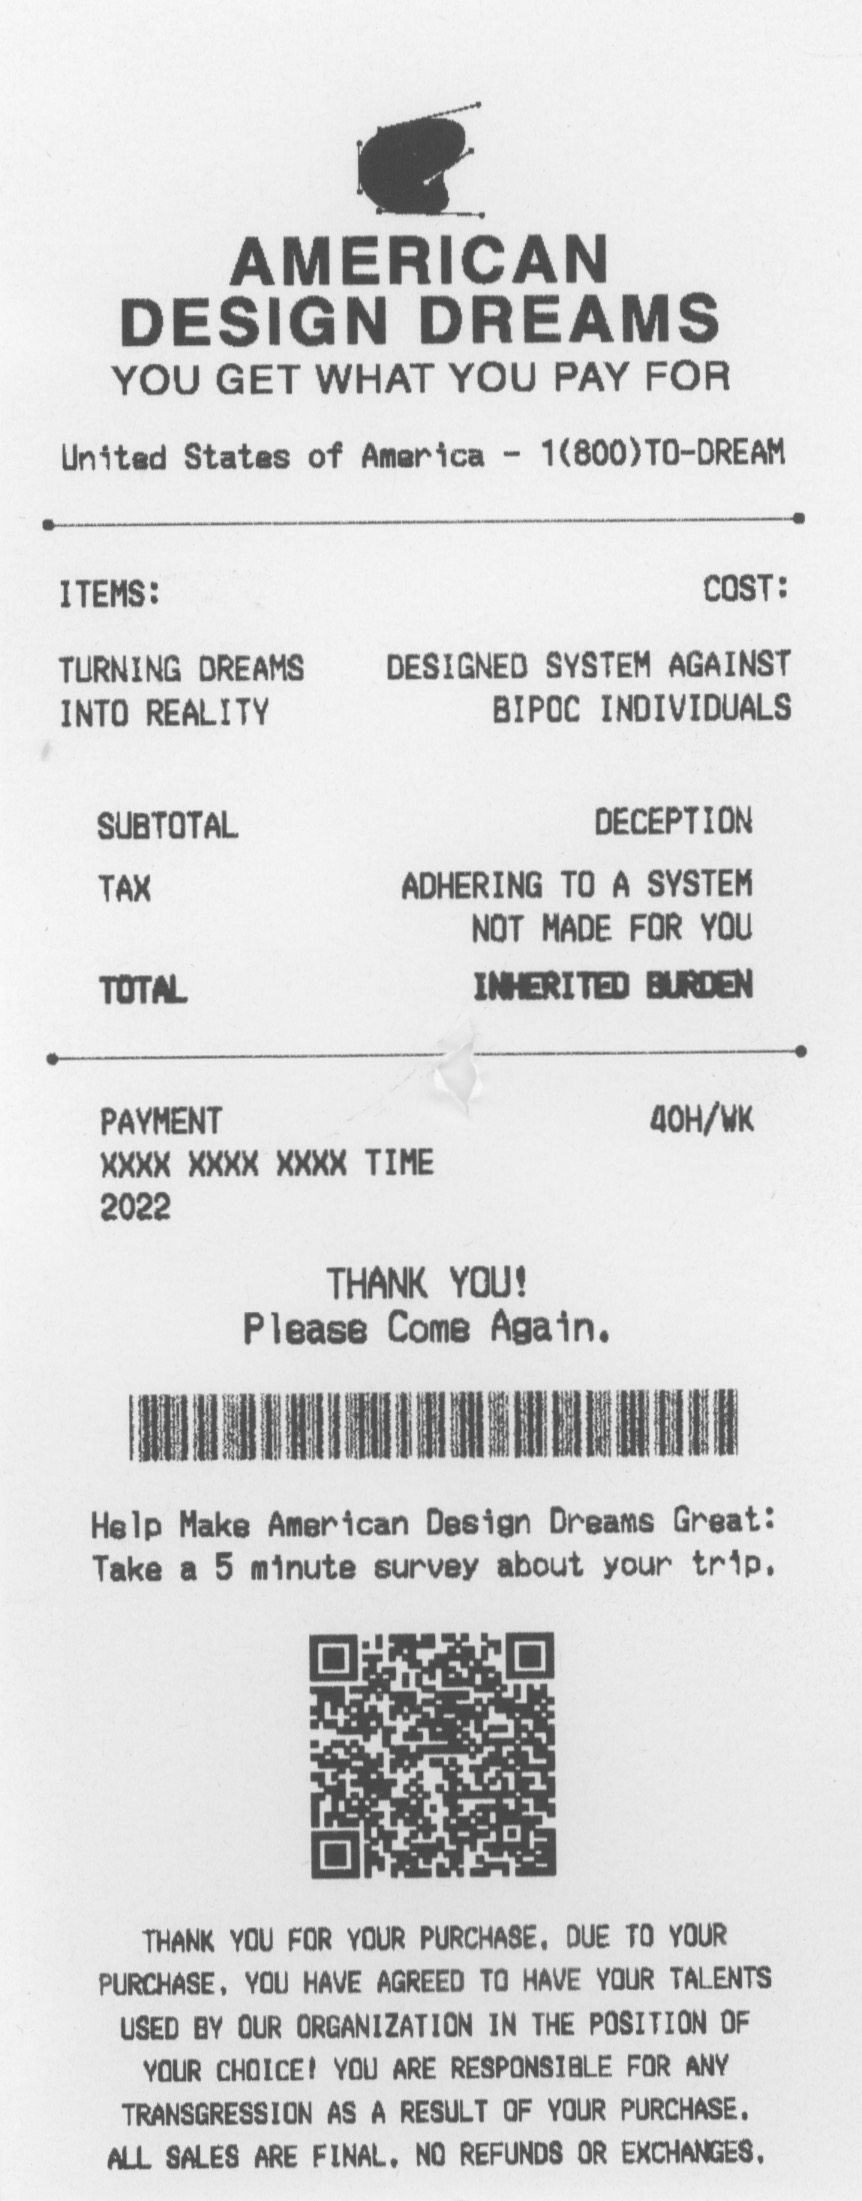 AMERICAN
DESIGN DREAMS
YOU GET WHAT YOU PAY FOR
United States of America - 1(800)TO-DREAM
ITEMS: COST:
TURNING DREAMS DESIGNED SYSTEM AGAINST
INTO REALITY BIPOC INDIVIDUALS
SUBTOTAL DECEPTION
TAX ADHERING TO A SYSTEM
NOT MADE FOR YOU
TOTAL INHERITED BURDEN
PAYMENT 40H/WK
XXXX XXXX XXXX TIME
2022
THANK YOU!
Please Come Again.
Help Make American Design Dreams Great:
Take a 5 minute survey about your trip.
THANK YOU FOR YOUR PURCHASE. DUE TO YOUR
PURCHASE, YOU HAVE AGREED TO HAVE YOUR TALENTS
USED BY OUR ORGANIZATION IN THE POSITION OF
YOUR CHOICE! YOU ARE RESPONSIBLE FOR ANY
TRANSGRESSION AS A RESULT OF YOUR PURCHASE.
ALL SALES ARE FINAL. NO REFUNDS OR EXCHANGES.